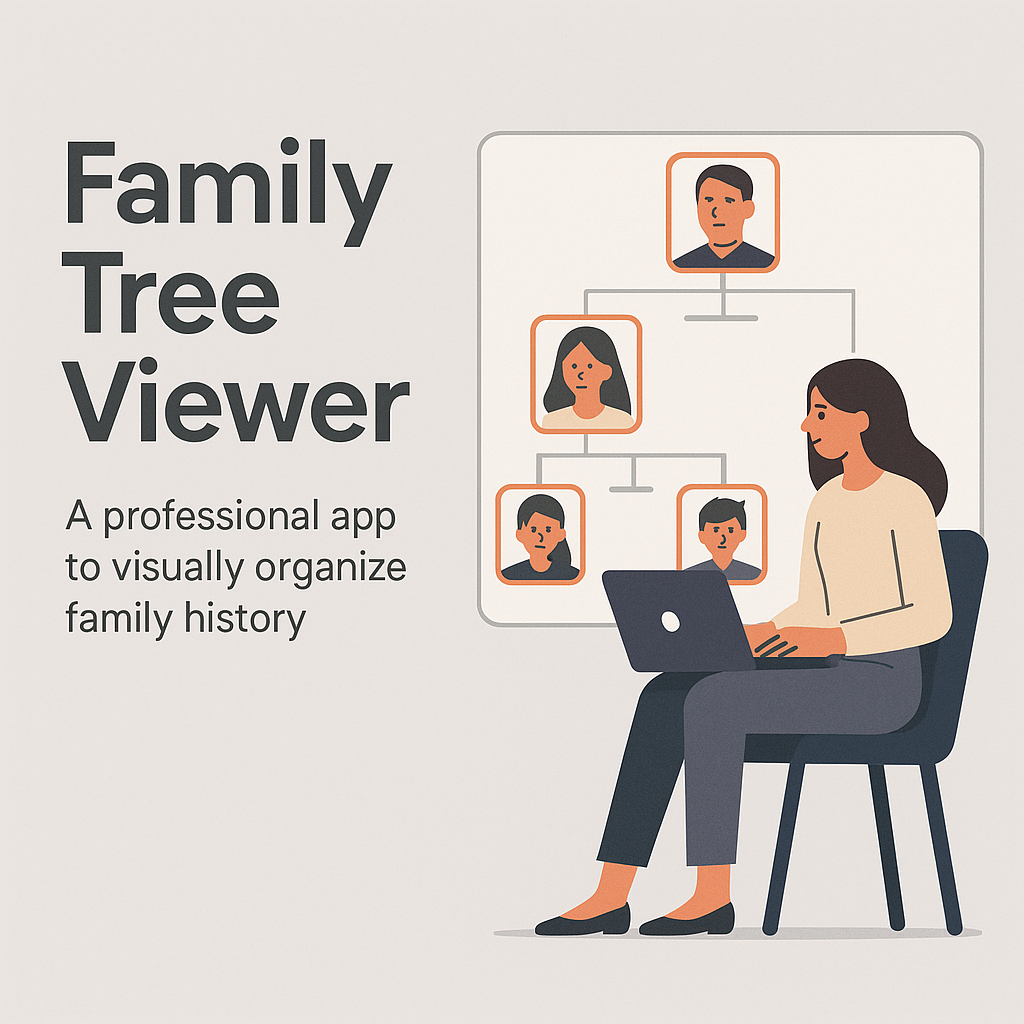 Family
Tree
Viewer
A professional app
to visually organize
family history